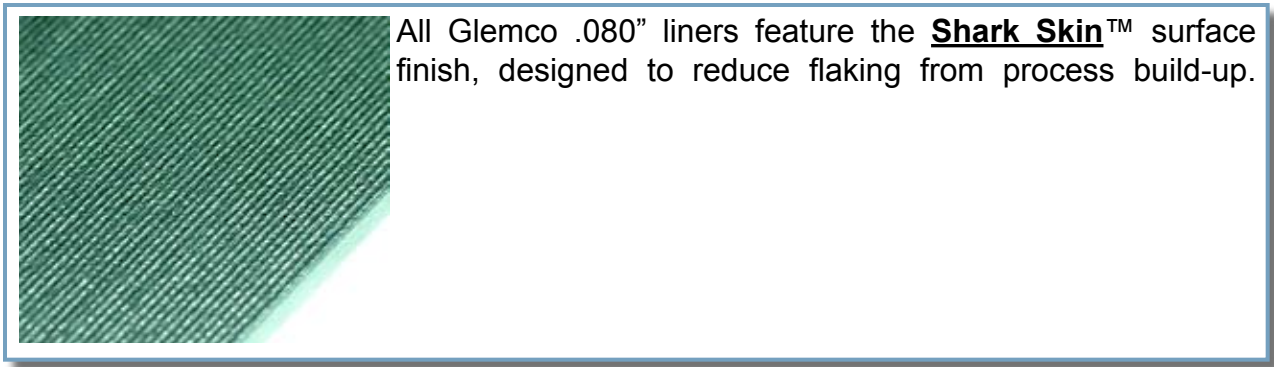 All Glemco .080” liners feature the Shark Skin™ surface
finish, designed to reduce flaking from process build-up.